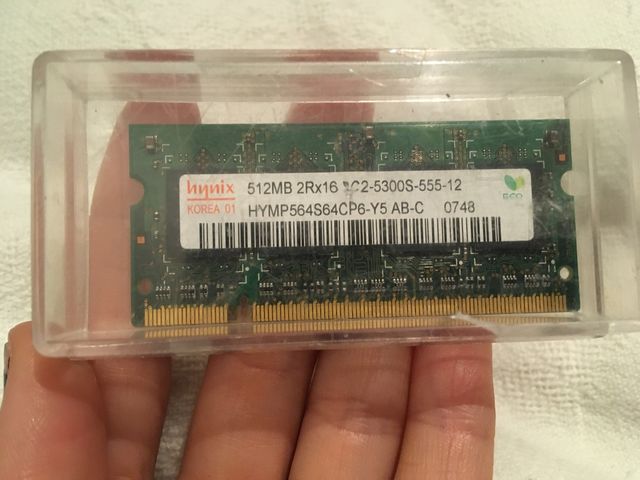 hynix
KOREA 01
512MB 2Rx16 PC2-5300S-555-12
HYMP564S64CP6-Y5 AB-C 0748
ECO